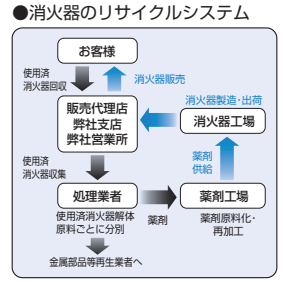 ●消火器のリサイクルシステム
お客様
使用済
消火器回収
消火器販売
販売代理店
弊社支店
弊社営業所
消火器製造・出荷
消火器工場
使用済
消火器収集
薬剤
供給
処理業者
薬剤
薬剤工場
使用済消火器解体
原料ごとに分別
薬剤原料化・
再加工
金属部品等再生業者へ